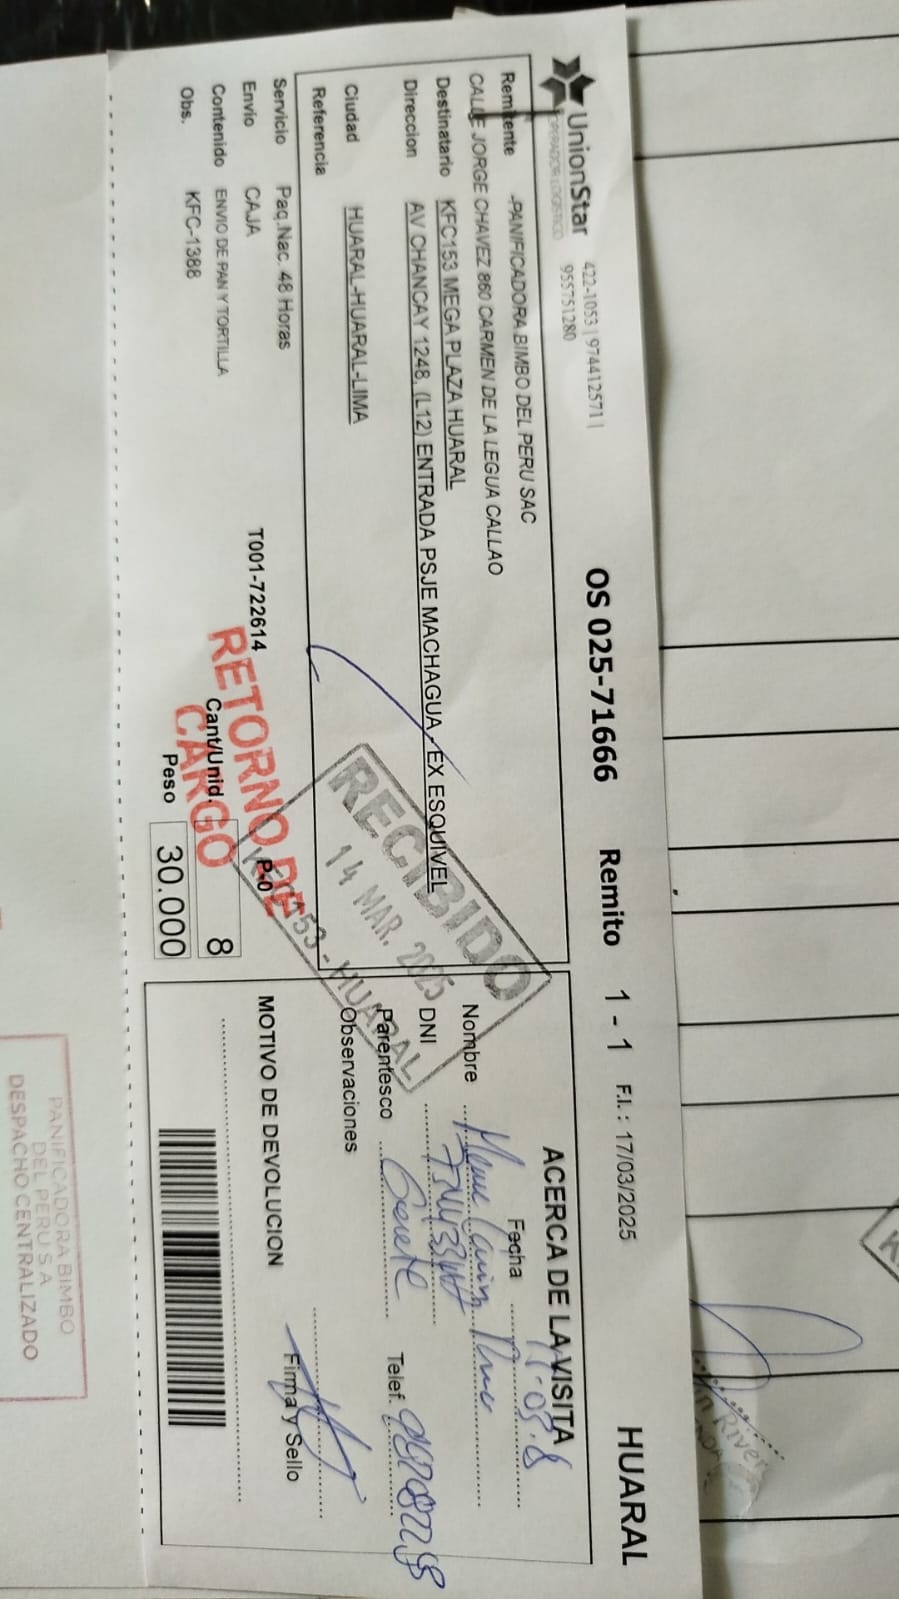 UnionStar
OPERADOR LOGISTICO
422-1053 | 974412571 |
955751280
OS 025-71666 Remito 1 - 1 F.I.: 17/03/2025 HUARAL
Remitente -PANIFICADORA BIMBO DEL PERU SAC
CALLE JORGE CHAVEZ 860 CARMEN DE LA LEGUA CALLAO
Destinatario KFC153 MEGA PLAZA HUARAL
Direccion AV CHANCAY 1248, (L12) ENTRADA PSJE MACHAGUA / EX ESQUIVEL
Ciudad HUARAL-HUARAL-LIMA
Referencia
Servicio Paq.Nac. 48 Horas
Envio CAJA
Contenido ENVIO DE PAN Y TORTILLA
Obs. KFC-1388
T001-722614
RETORNO DE
CARGO
Cant/Unid. 8
Peso 30.000
RECIBIDO
14 MAR. 2025
53 - HUARAL
ACERCA DE LA VISITA
Fecha
Nombre
DNI
Parentesco Telef.
Observaciones
MOTIVO DE DEVOLUCION
Firma y Sello
PANIFICADORA BIMBO
DEL PERU S A
DESPACHO CENTRALIZADO